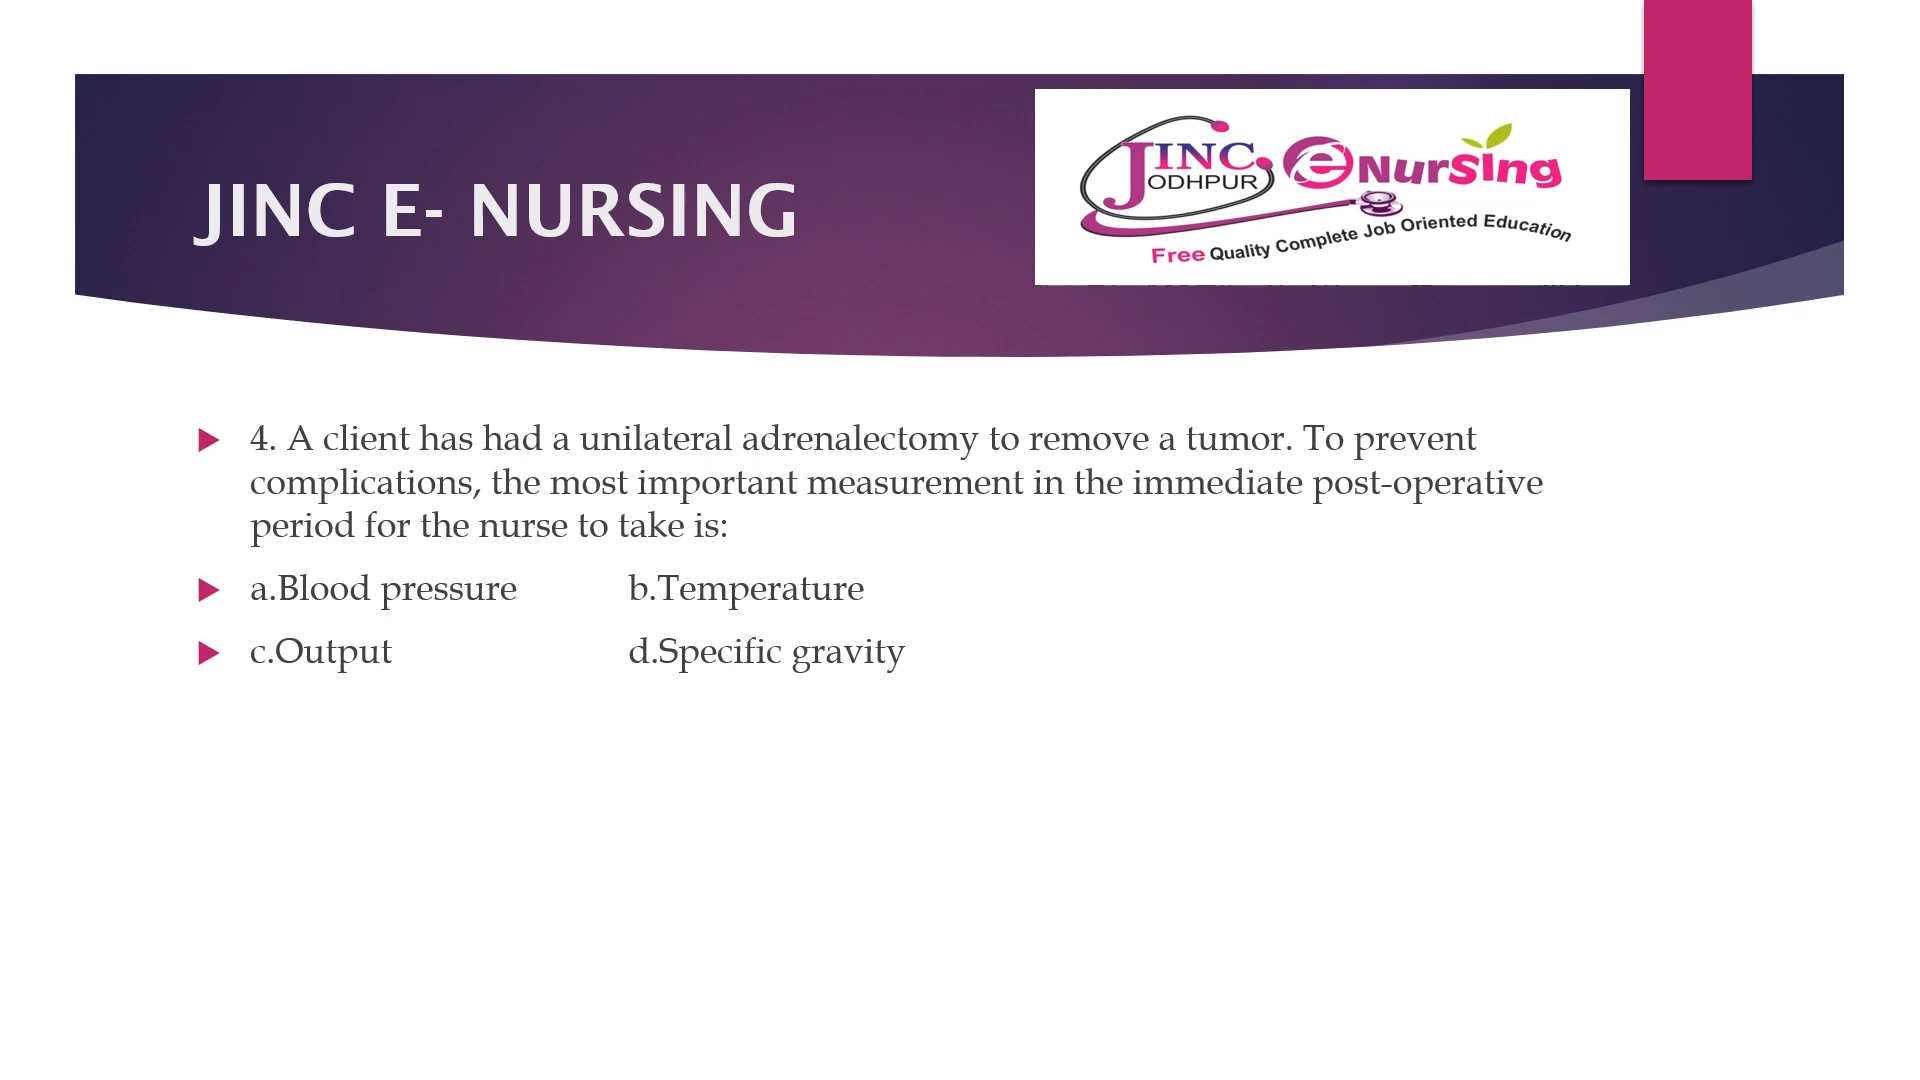 JINC E- NURSING
JINC eNursing
ODHPUR
Free Quality Complete Job Oriented Education
4. A client has had a unilateral adrenalectomy to remove a tumor. To prevent
complications, the most important measurement in the immediate post-operative
period for the nurse to take is:
a.Blood pressure b.Temperature
c.Output d.Specific gravity